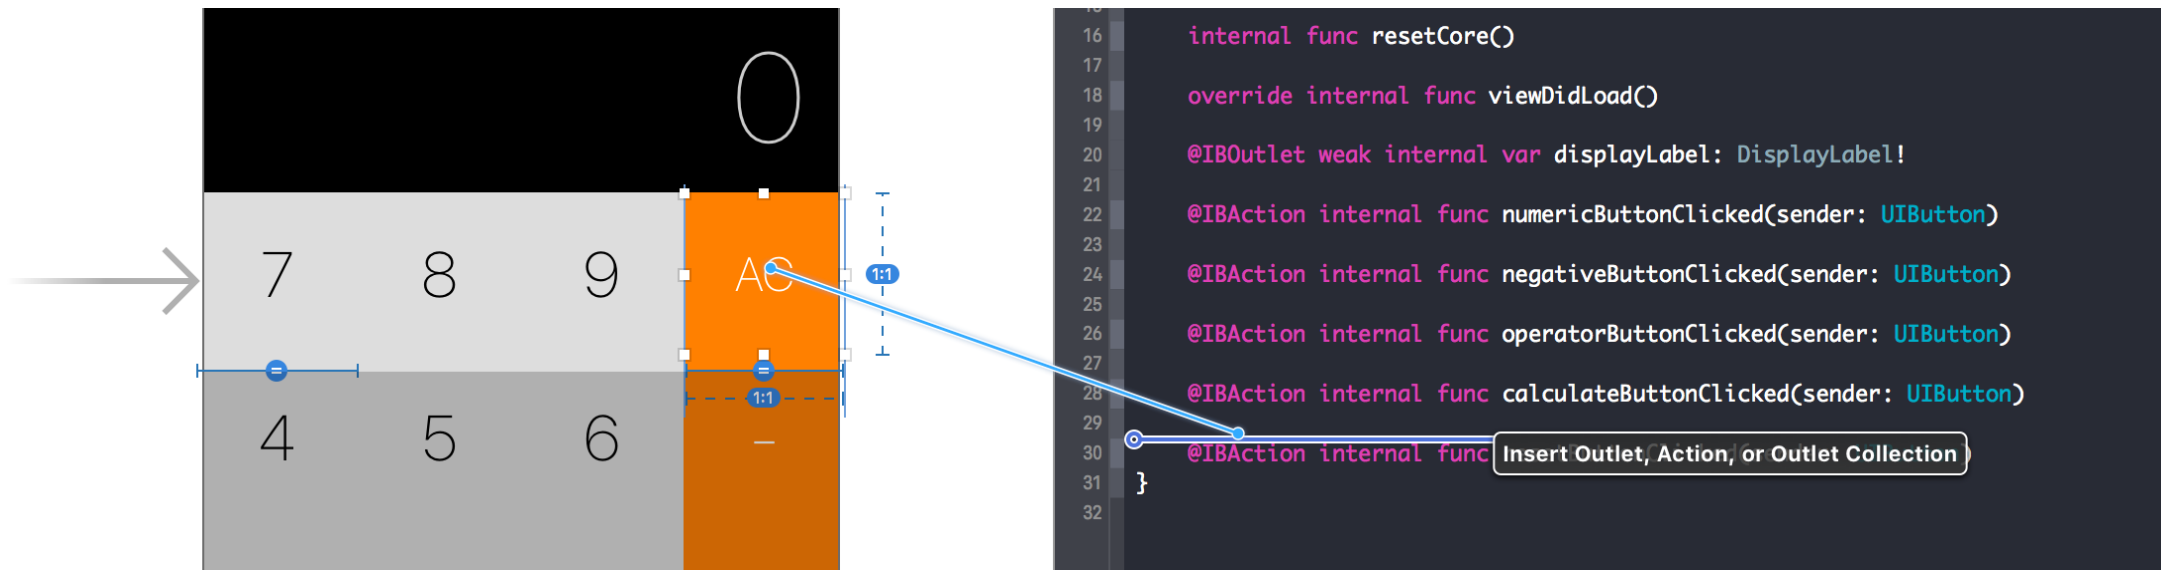 0
7 8 9 AC
1:1
=
=
1:1
4 5 6 −
16 internal func resetCore()
17
18 override internal func viewDidLoad()
19
20 @IBOutlet weak internal var displayLabel: DisplayLabel!
21
22 @IBAction internal func numericButtonClicked(sender: UIButton)
23
24 @IBAction internal func negativeButtonClicked(sender: UIButton)
25
26 @IBAction internal func operatorButtonClicked(sender: UIButton)
27
28 @IBAction internal func calculateButtonClicked(sender: UIButton)
29
30 @IBAction internal func
Insert Outlet, Action, or Outlet Collection
31 }
32